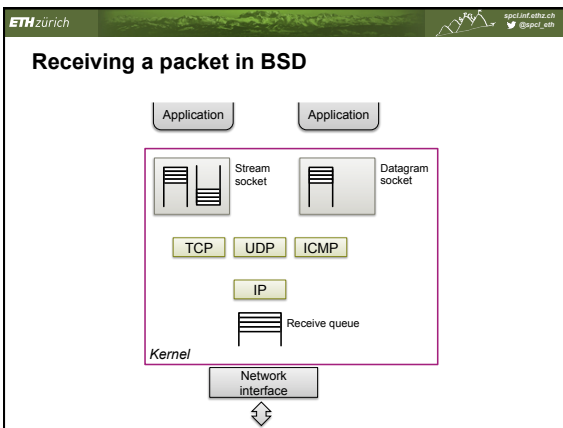 ETH zürich
spcl.inf.ethz.ch
@spcl_eth
Receiving a packet in BSD
Application
Application
Stream
socket
Datagram
socket
TCP
UDP
ICMP
IP
Receive queue
Kernel
Network
interface